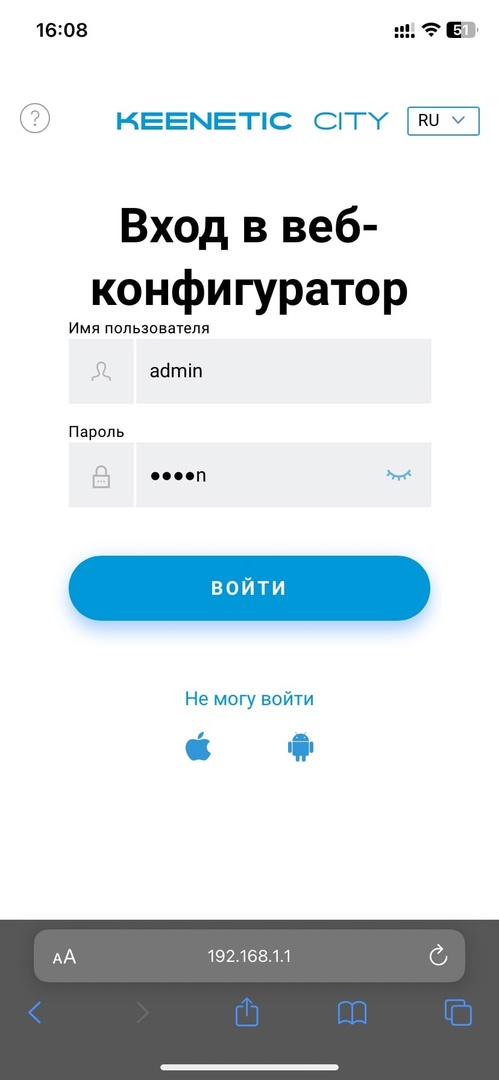 16:08
51
?
KEENETIC CITY
RU
Вход в веб-
конфигуратор
Имя пользователя
admin
Пароль
●●●●n
ВОЙТИ
Не могу войти
AA
192.168.1.1